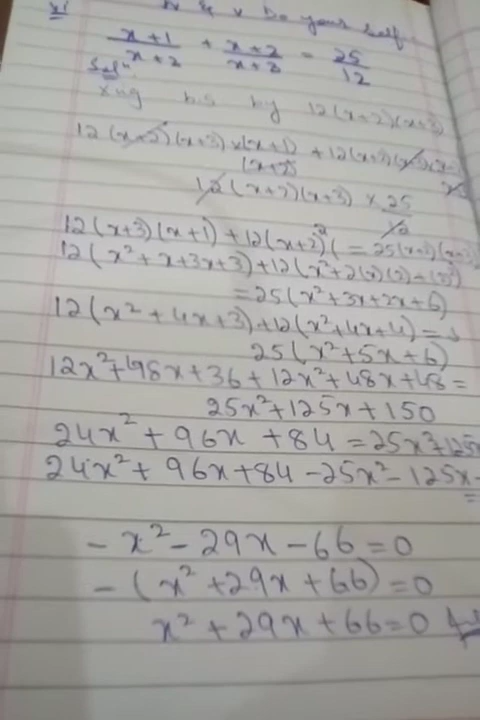 xi
Do your self
x+1/x+2 + x+2/x+3 = 25/12
Soln
xng b.s by 12(x+2)(x+3)
12(x+2)(x+3) x (x+1)/(x+2) + 12(x+2)(x+3)
12(x+2)(x+3) x 25/12
12(x+3)(x+1) + 12(x+2)² = 25(x+2)(x+3)
12(x²+x+3x+3)+12(x²+2(x)(2)+(2)²)
=25(x²+3x+2x+6)
12(x²+4x+3)+12(x²+4x+4)=
25(x²+5x+6)
12x²+48x+36+12x²+48x+48=
25x²+125x+150
24x²+96x+84=25x²+125x
24x²+96x+84-25x²-125x-
=
-x²-29x-66=0
-(x²+29x+66)=0
x²+29x+66=0